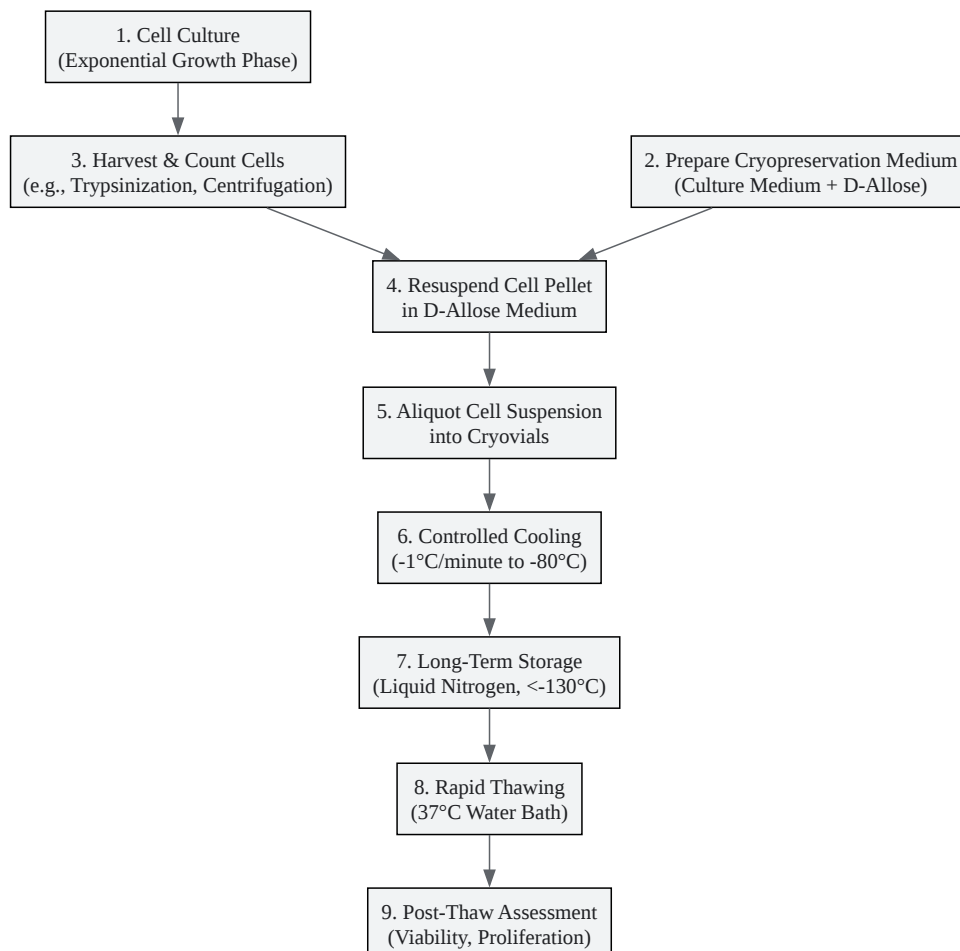 1. Cell Culture
(Exponential Growth Phase)
3. Harvest & Count Cells
(e.g., Trypsinization, Centrifugation)
2. Prepare Cryopreservation Medium
(Culture Medium + D-Allose)
4. Resuspend Cell Pellet
in D-Allose Medium
5. Aliquot Cell Suspension
into Cryovials
6. Controlled Cooling
(-1°C/minute to -80°C)
7. Long-Term Storage
(Liquid Nitrogen, <-130°C)
8. Rapid Thawing
(37°C Water Bath)
9. Post-Thaw Assessment
(Viability, Proliferation)